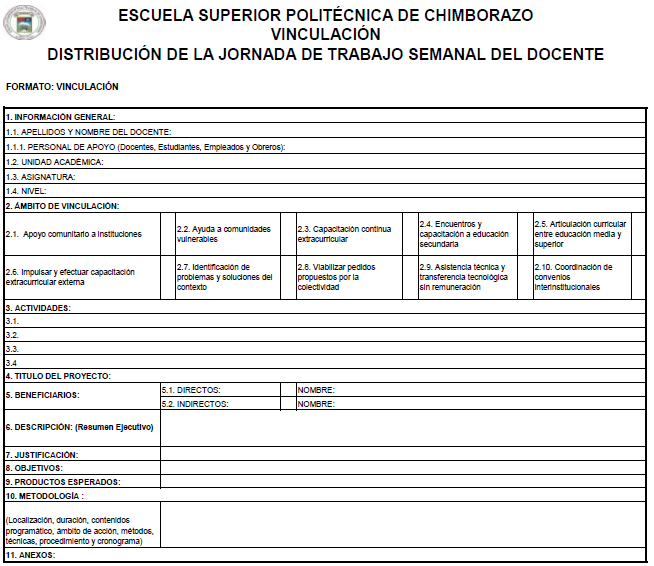 ESCUELA SUPERIOR POLITÉCNICA DE CHIMBORAZO
VINCULACIÓN
DISTRIBUCIÓN DE LA JORNADA DE TRABAJO SEMANAL DEL DOCENTE
FORMATO: VINCULACIÓN
1. INFORMACIÓN GENERAL:
1.1. APELLIDOS Y NOMBRE DEL DOCENTE:
1.1.1. PERSONAL DE APOYO (Docentes, Estudiantes, Empleados y Obreros):
1.2. UNIDAD ACADÉMICA:
1.3. ASIGNATURA:
1.4. NIVEL:
2. ÁMBITO DE VINCULACIÓN:
2.1. Apoyo comunitario a instituciones
2.2. Ayuda a comunidades
vulnerables
2.3. Capacitación continua
extracurricular
2.4. Encuentros y
capacitación a educación
secundaria
2.5. Articulación curricular
entre educación media y
superior
2.6. Impulsar y efectuar capacitación
extracurricular externa
2.7. Identificación de
problemas y soluciones del
contexto
2.8. Viabilizar pedidos
propuestos por la
colectividad
2.9. Asistencia técnica y
transferencia tecnológica
sin remuneración
2.10. Coordinación de
convenios
interinstitucionales
3. ACTIVIDADES:
3.1.
3.2.
3.3.
3.4
4. TITULO DEL PROYECTO:
5. BENEFICIARIOS:
5.1. DIRECTOS:
NOMBRE:
5.2. INDIRECTOS:
NOMBRE:
6. DESCRIPCIÓN: (Resumen Ejecutivo)
7. JUSTIFICACIÓN:
8. OBJETIVOS:
9. PRODUCTOS ESPERADOS:
10. METODOLOGÍA :
(Localización, duración, contenidos
programático, ámbito de acción, métodos,
técnicas, procedimiento y cronograma)
11. ANEXOS: